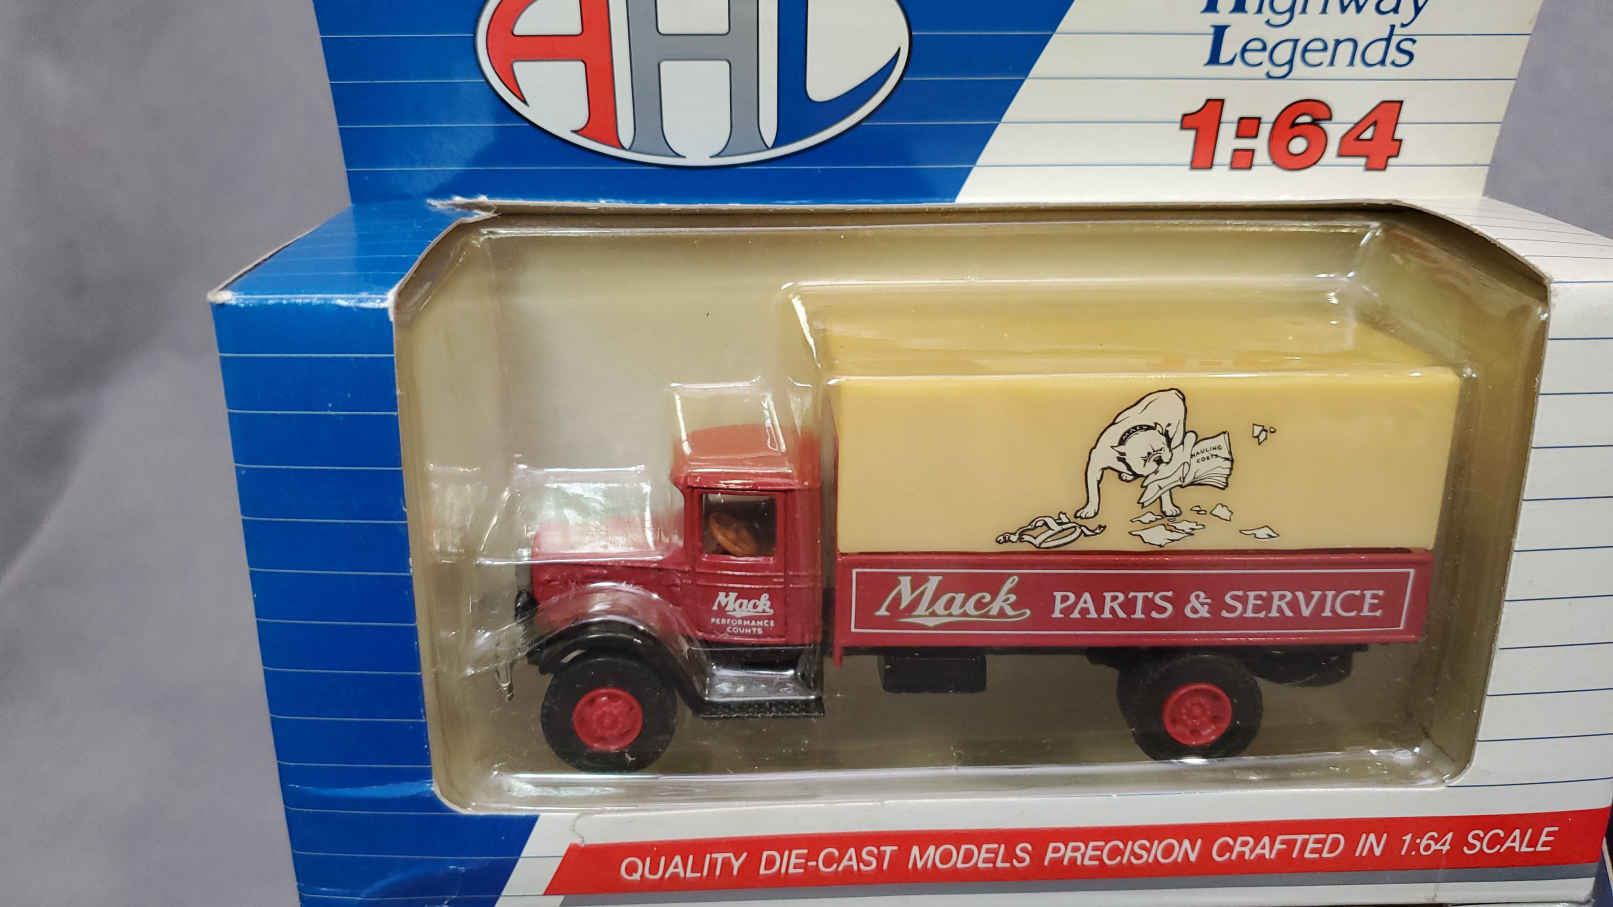 AHL
Highway
Legends
1:64
HAULING
COSTS
Mack
PERFORMANCE
COUNTS
Mack PARTS & SERVICE
QUALITY DIE-CAST MODELS PRECISION CRAFTED IN 1:64 SCALE